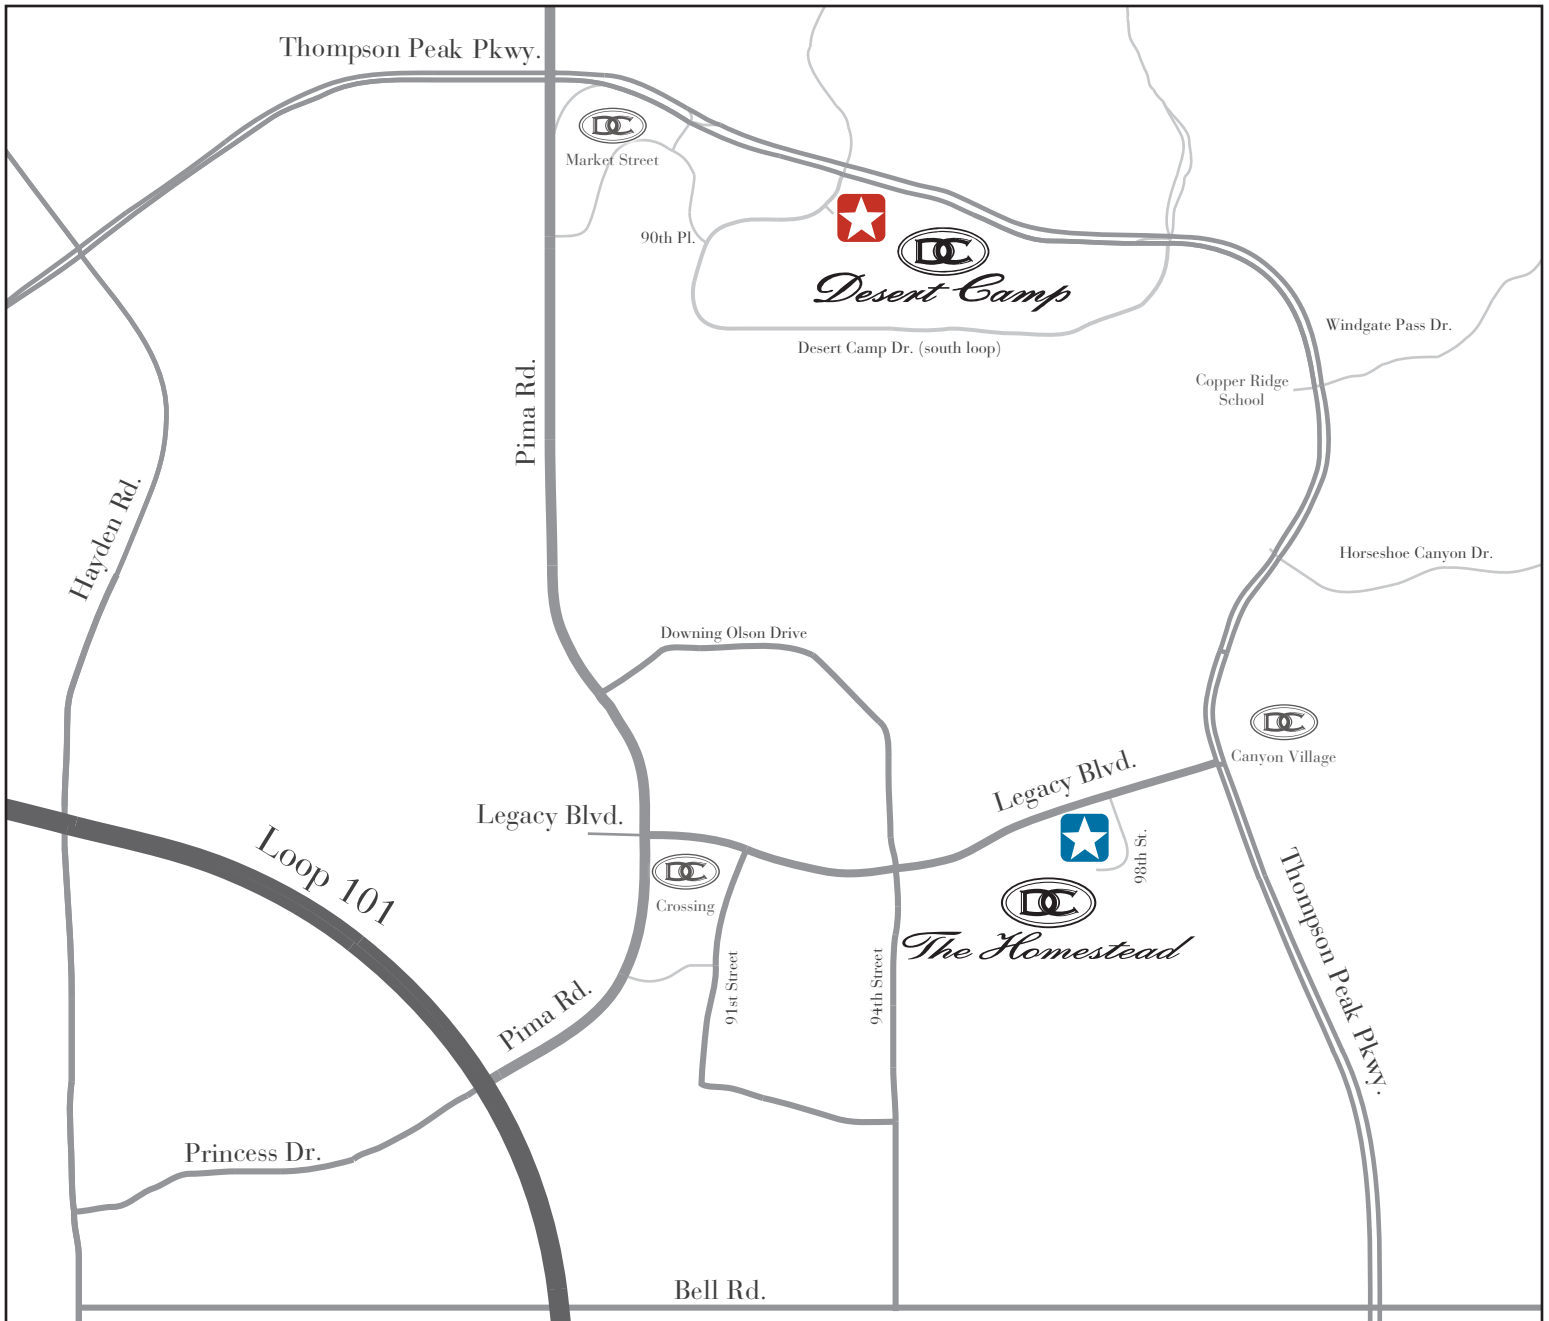 Thompson Peak Pkwy.
DC
Market Street
90th Pl.
DC
Desert Camp
Desert Camp Dr. (south loop)
Windgate Pass Dr.
Copper Ridge
School
Pima Rd.
Hayden Rd.
Horseshoe Canyon Dr.
Downing Olson Drive
DC
Canyon Village
Legacy Blvd.
Legacy Blvd.
Loop 101
DC
Crossing
98th St.
DC
The Homestead
91st Street
94th Street
Thompson Peak Pkwy.
Pima Rd.
Princess Dr.
Bell Rd.